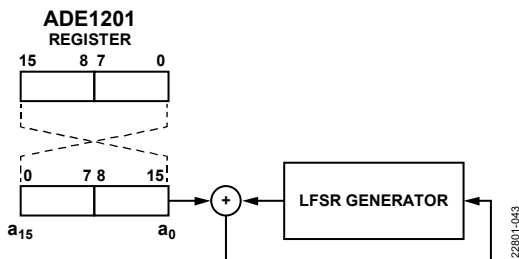 ADE1201
REGISTER
15 8 7 0
0 7 8 15
a15 a0
+
LFSR GENERATOR
22801-043